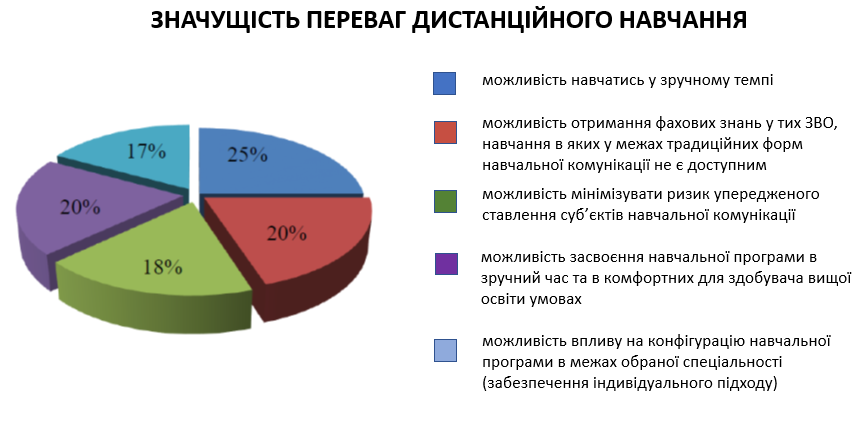 ЗНАЧУЩІСТЬ ПЕРЕВАГ ДИСТАНЦІЙНОГО НАВЧАННЯ
17%
25%
20%
20%
18%
можливість навчатись у зручному темпі
можливість отримання фахових знань у тих ЗВО,
навчання в яких у межах традиційних форм
навчальної комунікації не є доступним
можливість мінімізувати ризик упередженого
ставлення суб’єктів навчальної комунікації
можливість засвоєння навчальної програми в
зручний час та в комфортних для здобувача вищої
освіти умовах
можливість впливу на конфігурацію навчальної
програми в межах обраної спеціальності
(забезпечення індивідуального підходу)